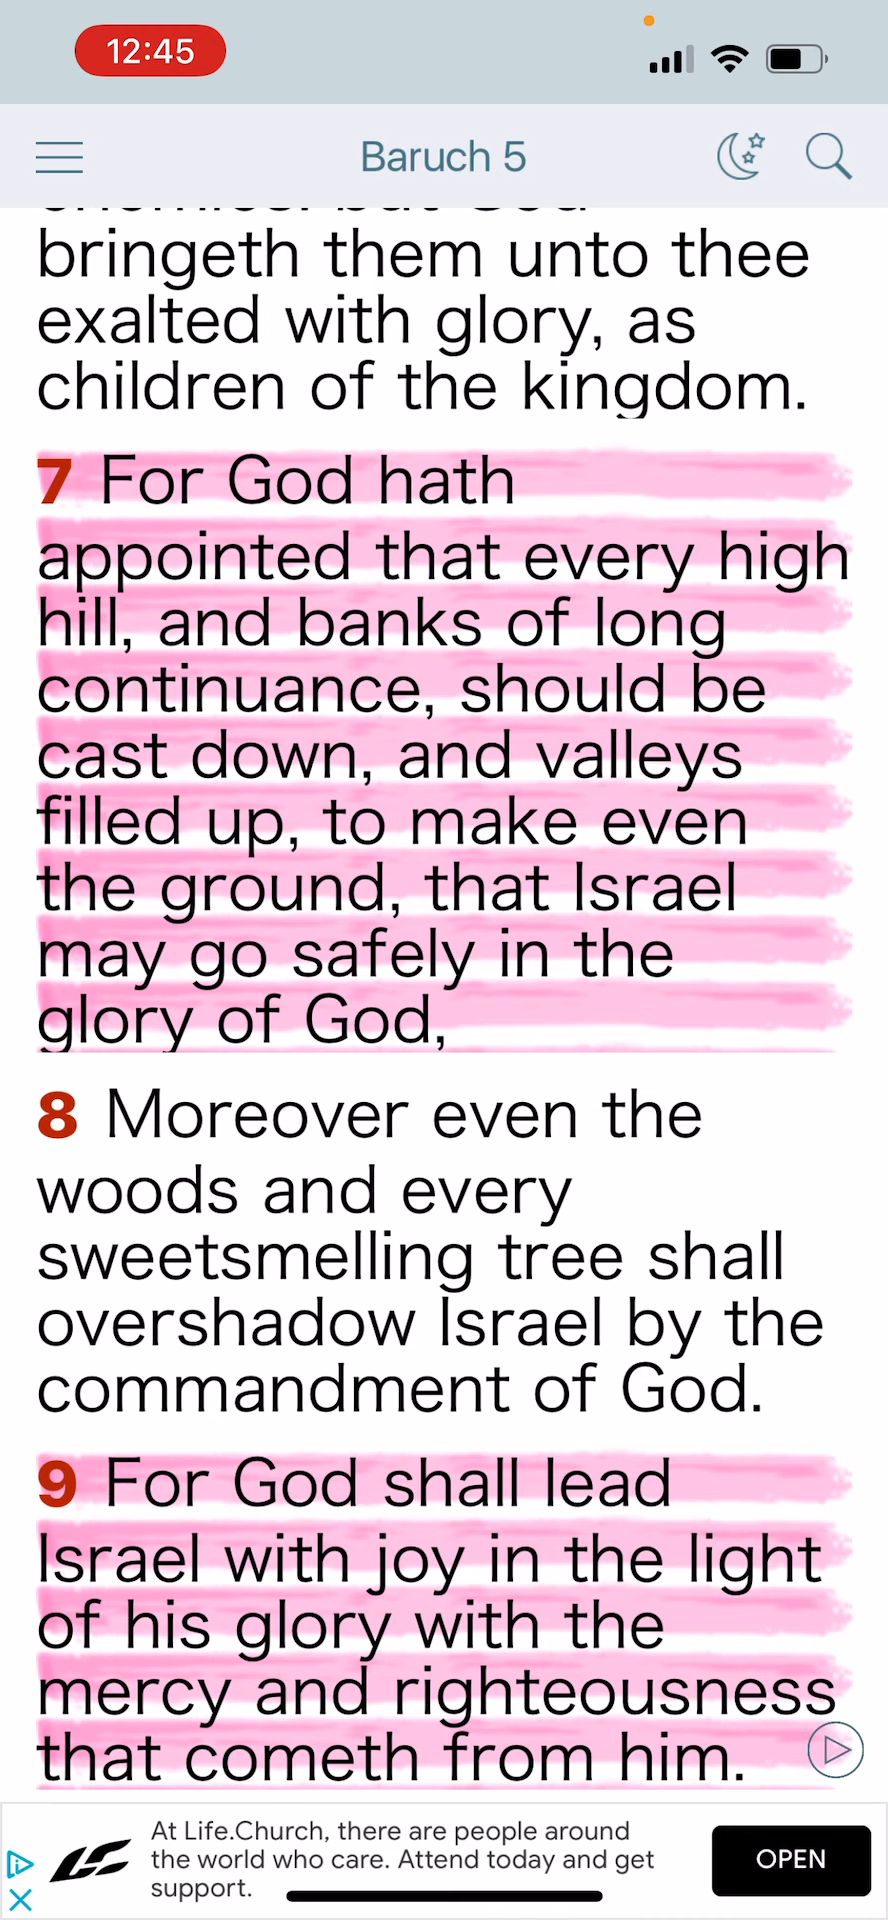 12:45
Baruch 5
bringeth them unto thee
exalted with glory, as
children of the kingdom.
7 For God hath
appointed that every high
hill, and banks of long
continuance, should be
cast down, and valleys
filled up, to make even
the ground, that Israel
may go safely in the
glory of God,
8 Moreover even the
woods and every
sweetsmelling tree shall
overshadow Israel by the
commandment of God.
9 For God shall lead
Israel with joy in the light
of his glory with the
mercy and righteousness
that cometh from him.
At Life.Church, there are people around
the world who care. Attend today and get
support.
OPEN